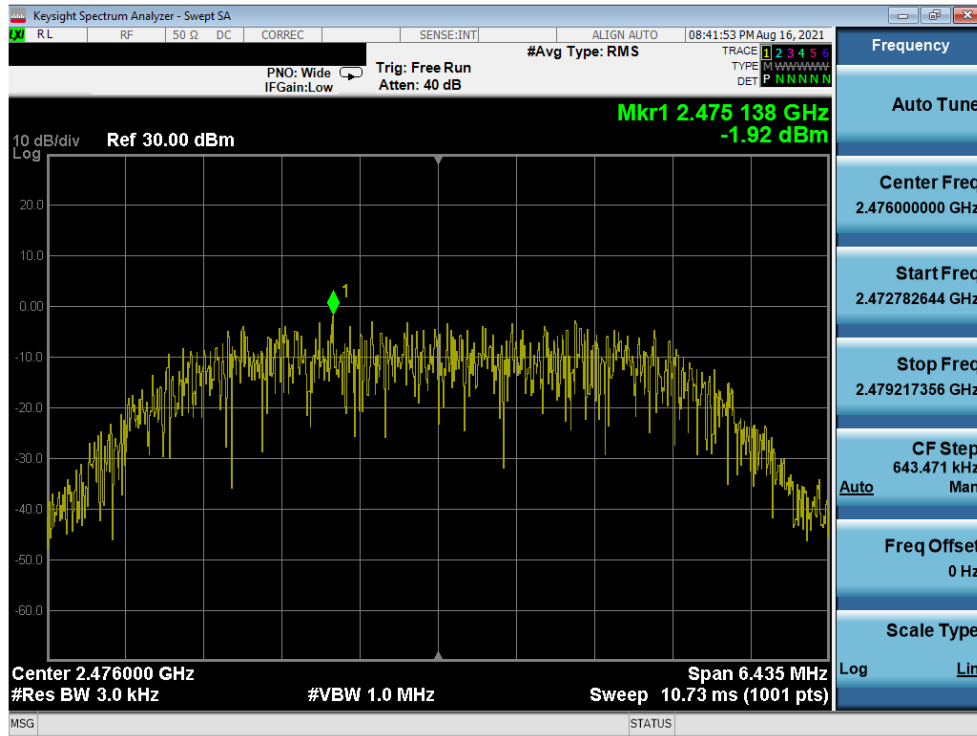 Keysight Spectrum Analyzer - Swept SA
LXI RL RF 50 Ω DC CORREC SENSE:INT ALIGN AUTO 08:41:53 PM Aug 16, 2021
#Avg Type: RMS TRACE 1 2 3 4 5 6
PNO: Wide Trig: Free Run TYPE M WWWWW
IFGain:Low Atten: 40 dB DET P N N N N N
Mkr1 2.475 138 GHz
-1.92 dBm
10 dB/div Ref 30.00 dBm
Log
20.0
10.0
1
0.00
-10.0
-20.0
-30.0
-40.0
-50.0
-60.0
Center 2.476000 GHz Span 6.435 MHz
#Res BW 3.0 kHz #VBW 1.0 MHz Sweep 10.73 ms (1001 pts)
MSG STATUS
Frequency
Auto Tune
Center Freq
2.476000000 GHz
Start Freq
2.472782644 GHz
Stop Freq
2.479217356 GHz
CF Step
643.471 kHz
Auto Man
Freq Offset
0 Hz
Scale Type
Log Lin